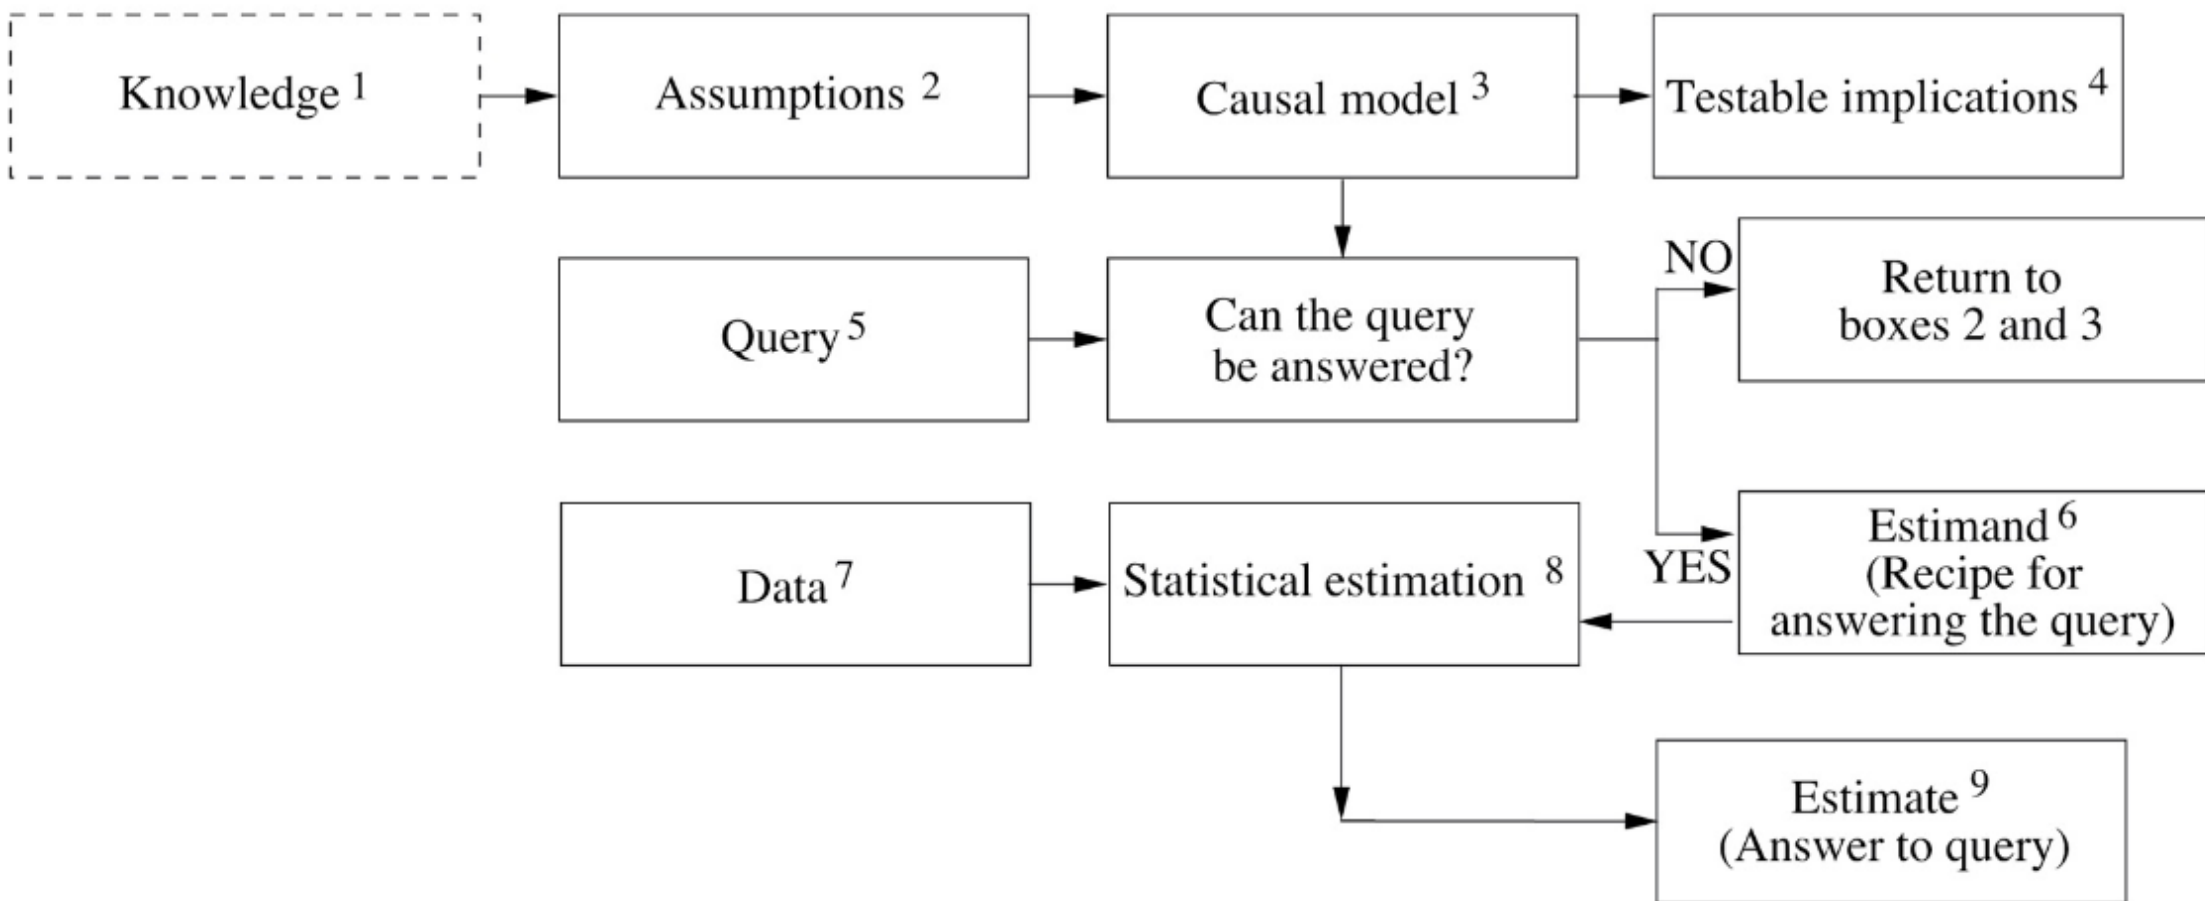 Knowledge 1
Assumptions 2
Causal model 3
Testable implications 4
Query 5
Can the query
be answered?
NO
Return to
boxes 2 and 3
Data 7
Statistical estimation 8
YES
Estimand 6
(Recipe for
answering the query)
Estimate 9
(Answer to query)